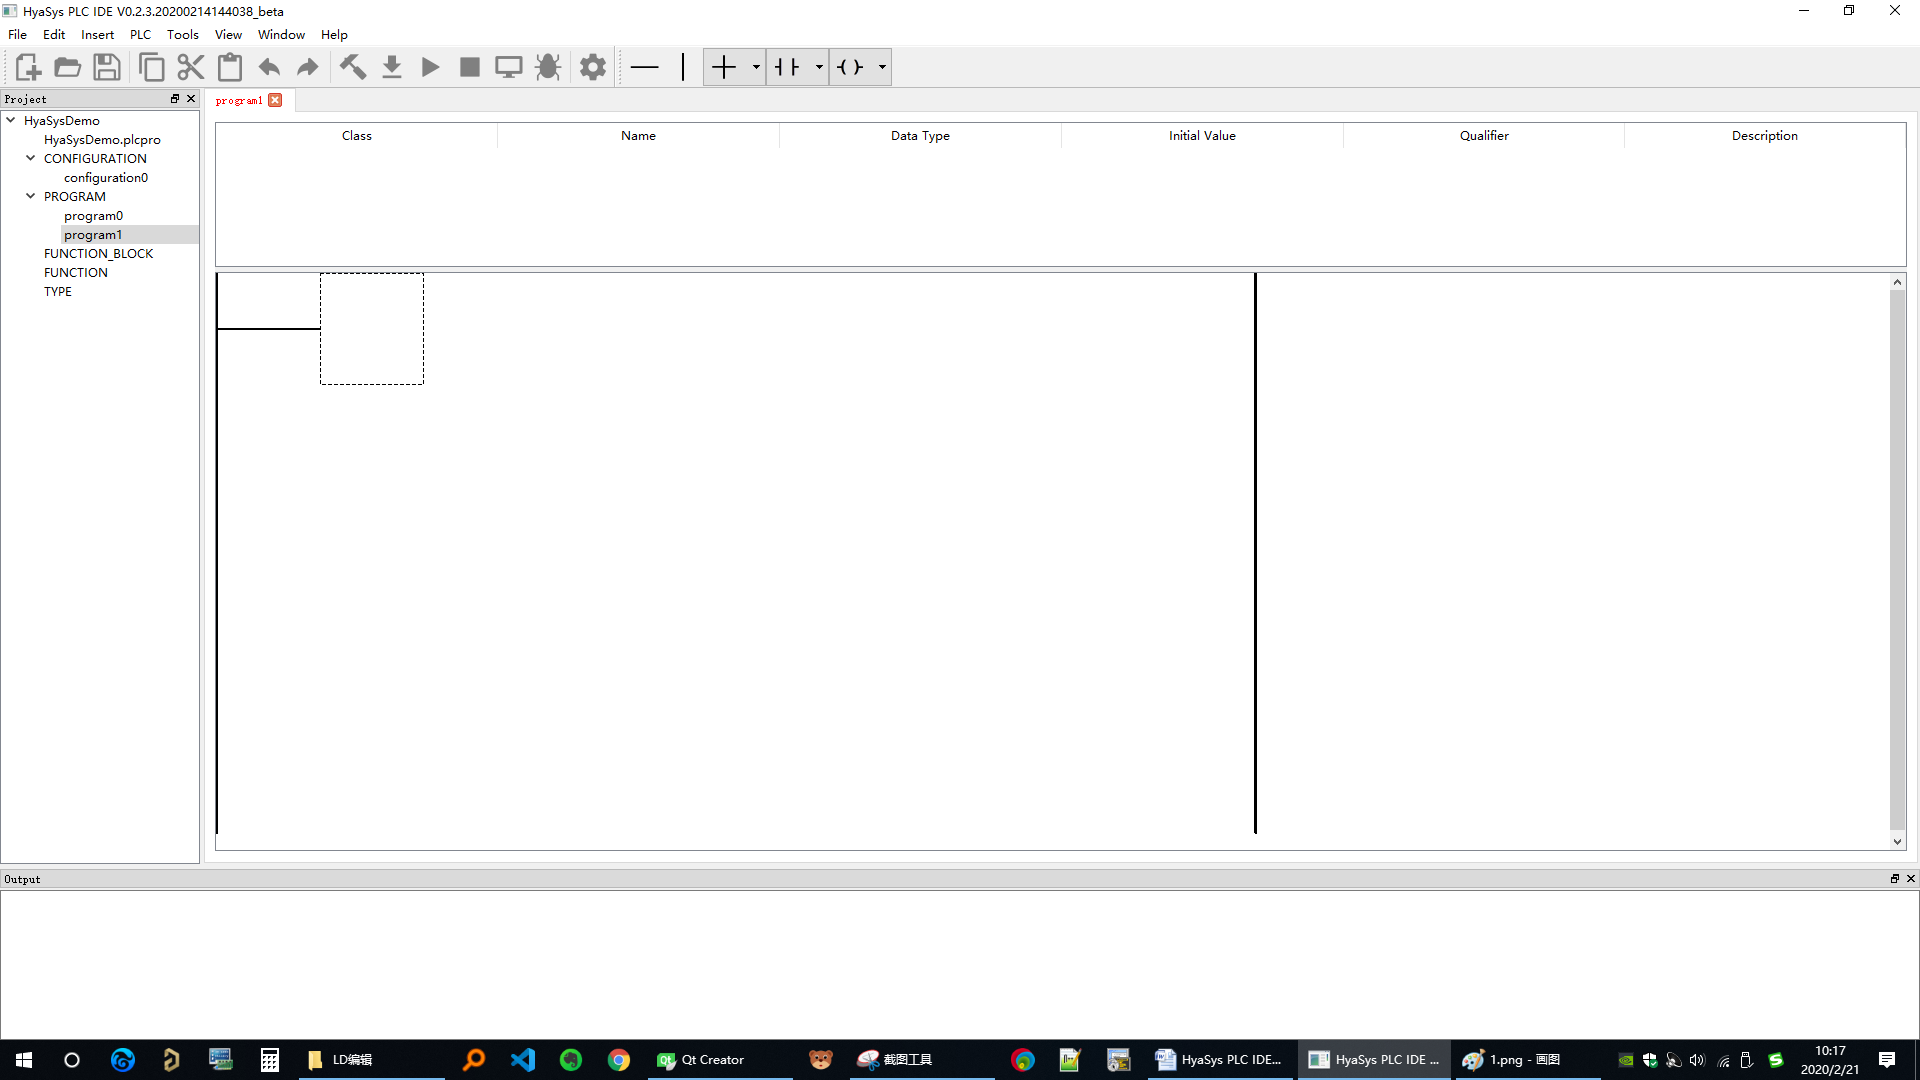 HyaSys PLC IDE V0.2.3.20200214144038_beta
File Edit Insert PLC Tools View Window Help
Project
program1
HyaSysDemo
HyaSysDemo.plcpro
CONFIGURATION
configuration0
PROGRAM
program0
program1
FUNCTION_BLOCK
FUNCTION
TYPE
Class Name Data Type Initial Value Qualifier Description
Output
LD编辑
Qt Creator
截图工具
HyaSys PLC IDE...
HyaSys PLC IDE ...
1.png - 画图
10:17
2020/2/21